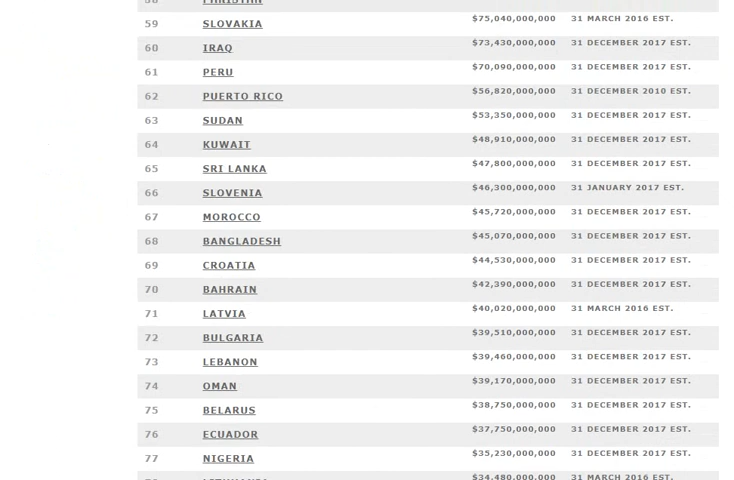 58 PAKISTAN
59 SLOVAKIA $75,040,000,000 31 MARCH 2016 EST.
60 IRAQ $73,430,000,000 31 DECEMBER 2017 EST.
61 PERU $70,090,000,000 31 DECEMBER 2017 EST.
62 PUERTO RICO $56,820,000,000 31 DECEMBER 2010 EST.
63 SUDAN $53,350,000,000 31 DECEMBER 2017 EST.
64 KUWAIT $48,910,000,000 31 DECEMBER 2017 EST.
65 SRI LANKA $47,800,000,000 31 DECEMBER 2017 EST.
66 SLOVENIA $46,300,000,000 31 JANUARY 2017 EST.
67 MOROCCO $45,720,000,000 31 DECEMBER 2017 EST.
68 BANGLADESH $45,070,000,000 31 DECEMBER 2017 EST.
69 CROATIA $44,530,000,000 31 DECEMBER 2017 EST.
70 BAHRAIN $42,390,000,000 31 DECEMBER 2017 EST.
71 LATVIA $40,020,000,000 31 MARCH 2016 EST.
72 BULGARIA $39,510,000,000 31 DECEMBER 2017 EST.
73 LEBANON $39,460,000,000 31 DECEMBER 2017 EST.
74 OMAN $39,170,000,000 31 DECEMBER 2017 EST.
75 BELARUS $38,750,000,000 31 DECEMBER 2017 EST.
76 ECUADOR $37,750,000,000 31 DECEMBER 2017 EST.
77 NIGERIA $35,230,000,000 31 DECEMBER 2017 EST.
78 LITHUANIA $34,480,000,000 31 MARCH 2016 EST.